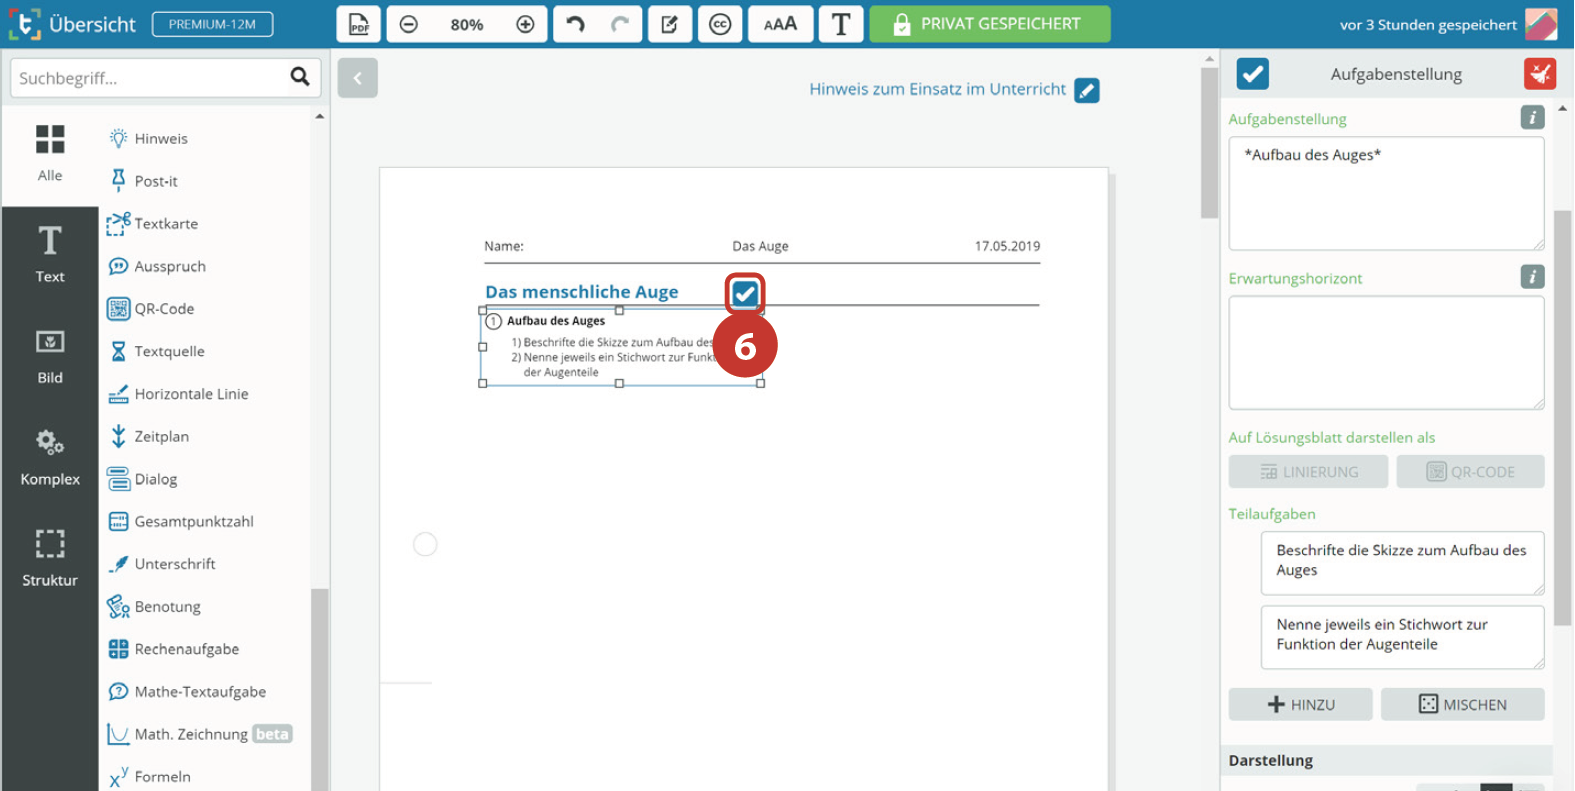 Übersicht
PREMIUM-12M
PDF
80%
CC
AAA
T
PRIVAT GESPEICHERT
vor 3 Stunden gespeichert
Suchbegriff...
Alle
Text
Bild
Komplex
Struktur
Hinweis
Post-it
Textkarte
Ausspruch
QR-Code
Textquelle
Horizontale Linie
Zeitplan
Dialog
Gesamtpunktzahl
Unterschrift
Benotung
Rechenaufgabe
Mathe-Textaufgabe
Math. Zeichnung beta
Formeln
Hinweis zum Einsatz im Unterricht
Name: Das Auge 17.05.2019
Das menschliche Auge
1 Aufbau des Auges
1) Beschrifte die Skizze zum Aufbau des
2) Nenne jeweils ein Stichwort zur Funkt
der Augenteile
6
Aufgabenstellung
Aufgabenstellung
*Aufbau des Auges*
Erwartungshorizont
Auf Lösungsblatt darstellen als
LINIERUNG
QR-CODE
Teilaufgaben
Beschrifte die Skizze zum Aufbau des
Auges
Nenne jeweils ein Stichwort zur
Funktion der Augenteile
HINZU
MISCHEN
Darstellung